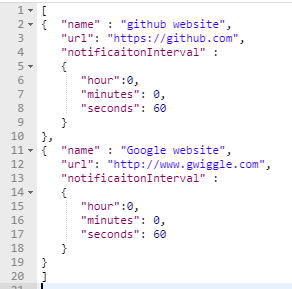 1 [
2 {  "name" : "github website",
3    "url": "https://github.com",
4    "notificaitonInterval" :
5    {
6       "hour":0,
7       "minutes": 0,
8       "seconds": 60
9    }
10 },
11 {  "name" : "Google website",
12    "url": "http://www.gwiggle.com",
13    "notificaitonInterval" :
14    {
15       "hour":0,
16       "minutes": 0,
17       "seconds": 60
18    }
19 }
20 ]
21